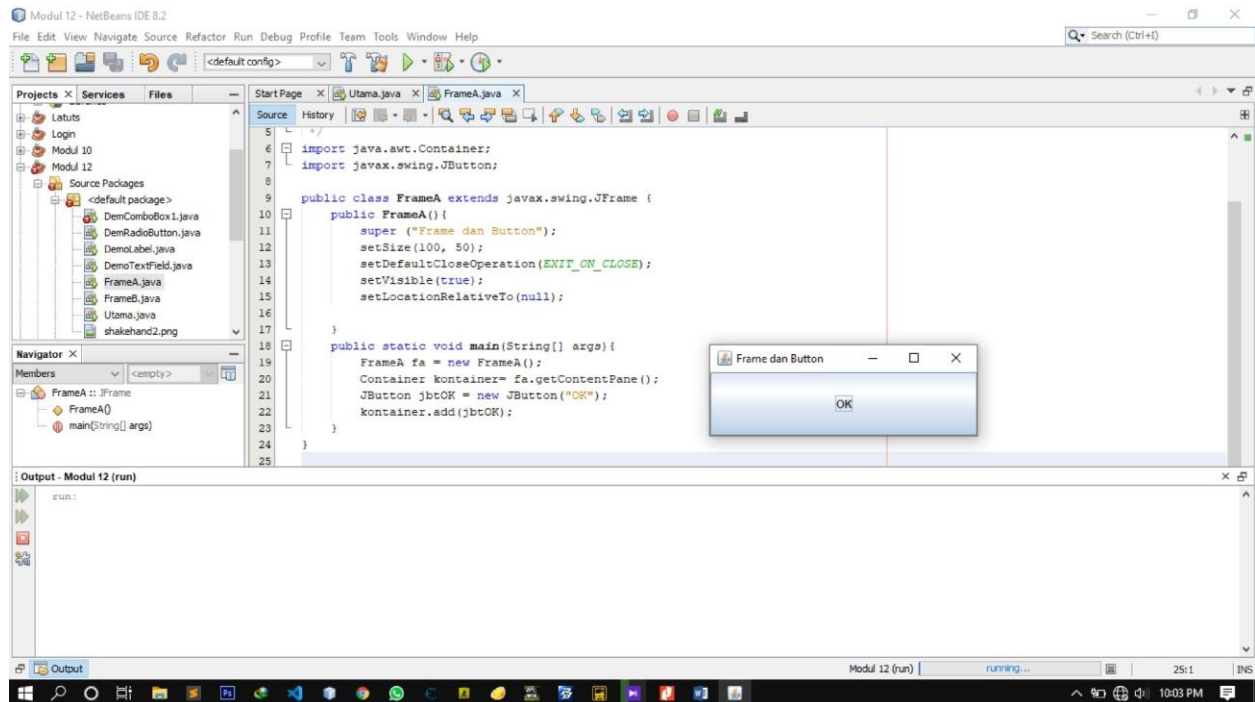 Modul 12 - NetBeans IDE 8.2
File Edit View Navigate Source Refactor Run Debug Profile Team Tools Window Help
Search (Ctrl+I)
<default config>
Projects Services Files
Start Page Utama.java FrameA.java
Source History
Latuts
Login
Modul 10
Modul 12
Source Packages
<default package>
DemComboBox1.java
DemRadioButton.java
DemoLabel.java
DemoTextField.java
FrameA.java
FrameB.java
Utama.java
shakehand2.png
Navigator
Members <empty>
FrameA :: JFrame
FrameA()
main(String[] args)
5 */
6 import java.awt.Container;
7 import javax.swing.JButton;
8
9 public class FrameA extends javax.swing.JFrame {
10 public FrameA(){
11 super ("Frame dan Button");
12 setSize(100, 50);
13 setDefaultCloseOperation(EXIT_ON_CLOSE);
14 setVisible(true);
15 setLocationRelativeTo(null);
16
17 }
18 public static void main(String[] args){
19 FrameA fa = new FrameA();
20 Container kontainer= fa.getContentPane();
21 JButton jbtOK = new JButton("OK");
22 kontainer.add(jbtOK);
23 }
24 }
25
Frame dan Button
OK
Output - Modul 12 (run)
run:
Output
Modul 12 (run) running... 25:1 INS
10:03 PM